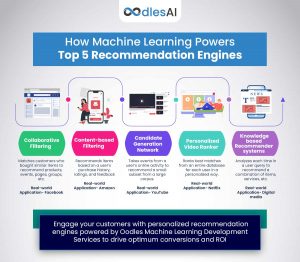 OodlesAI
How Machine Learning Powers
Top 5 Recommendation Engines
NEWS
Collaborative
Filtering
Matches customers who
bought similar items to
recommend products,
events, pages, groups,
etc.
Real-world
Application- Facebook
Content-based
Filtering
Recommends items
based on a user's
purchase history,
ratings, and feedback
Real-world
Application- Amazon
Candidate
Generation
Network
Takes events from a
user's online activity to
recommend a small
subset from a large
corpus.
Real-world
Application- YouTube
Personalized
Video Ranker
Ranks best matches
from an entire database
for each user in a
personalized way.
Real-world
Application- Netflix
Knowledge
based
Recommender
systems
Analyzes each time
a user seeks to
recommend a
combination of items,
services, etc
Real-world
Application- Digital
media
Engage your customers with personalized recommendation
engines powered by Oodles Machine Learning Development
Services to drive optimum conversions and ROI